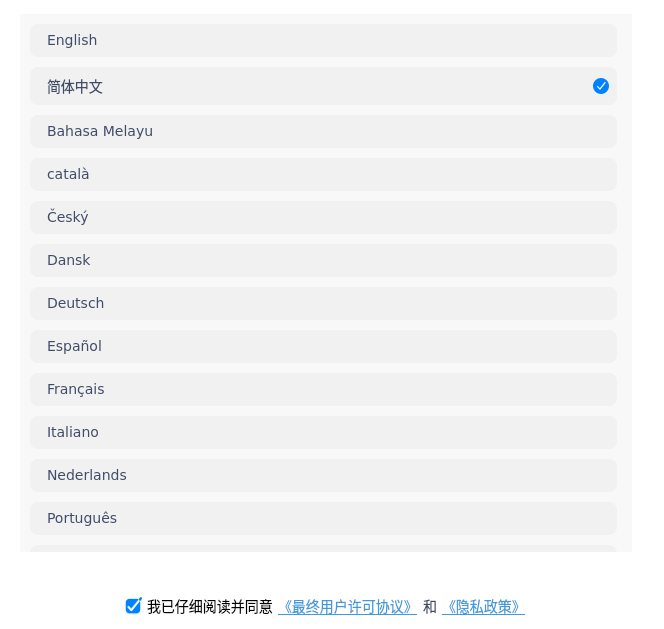 English
简体中文
Bahasa Melayu
català
Český
Dansk
Deutsch
Español
Français
Italiano
Nederlands
Português
我已仔细阅读并同意 《最终用户许可协议》 和 《隐私政策》